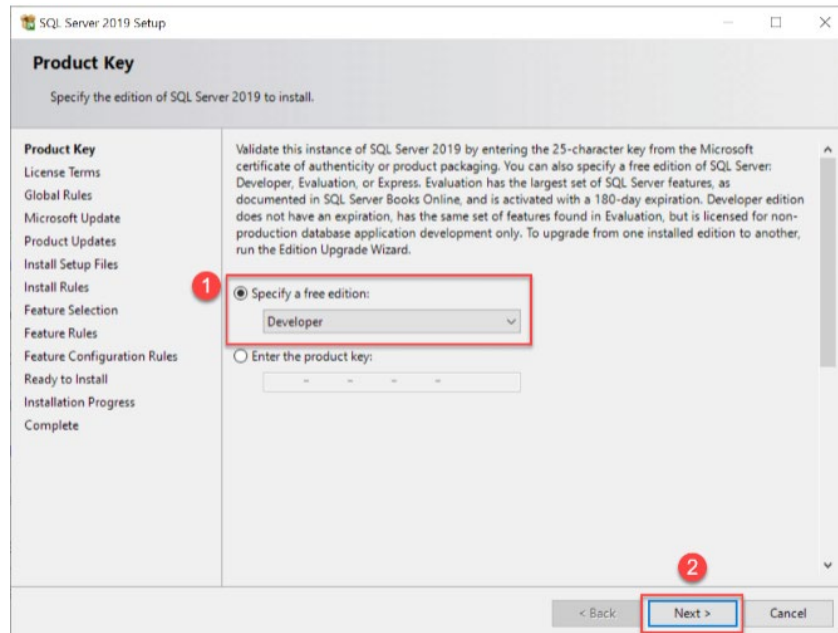 SQL Server 2019 Setup
Product Key
Specify the edition of SQL Server 2019 to install.
Product Key
License Terms
Global Rules
Microsoft Update
Product Updates
Install Setup Files
Install Rules
Feature Selection
Feature Rules
Feature Configuration Rules
Ready to Install
Installation Progress
Complete
Validate this instance of SQL Server 2019 by entering the 25-character key from the Microsoft
certificate of authenticity or product packaging. You can also specify a free edition of SQL Server:
Developer, Evaluation, or Express. Evaluation has the largest set of SQL Server features, as
documented in SQL Server Books Online, and is activated with a 180-day expiration. Developer edition
does not have an expiration, has the same set of features found in Evaluation, but is licensed for non-
production database application development only. To upgrade from one installed edition to another,
run the Edition Upgrade Wizard.
1
Specify a free edition:
Developer
Enter the product key:
- - - -
2
< Back Next > Cancel